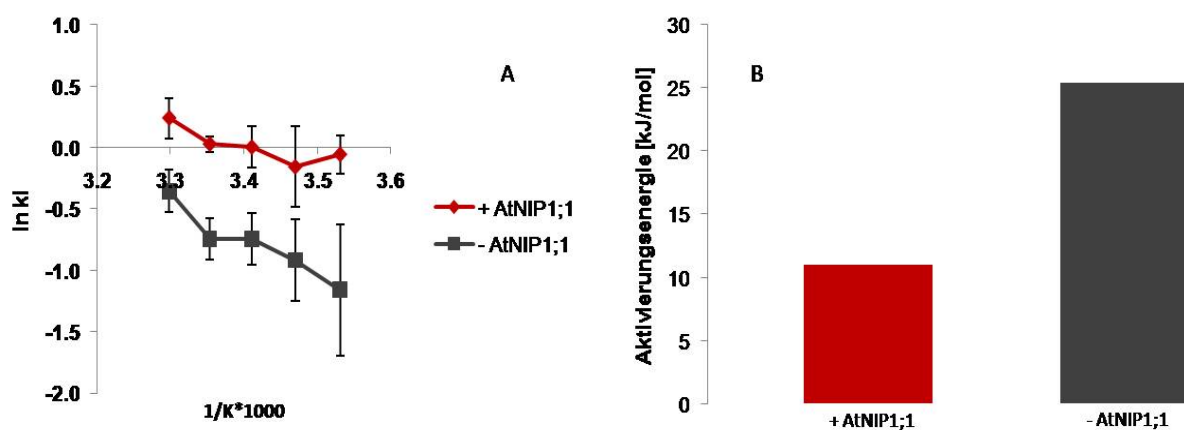 1.0
0.5
0.0
-0.5
-1.0
-1.5
-2.0
ln kl
3.2 3.3 3.4 3.5 3.6
1/K*1000
A
+ AtNIP1;1
- AtNIP1;1
B
Aktivierungsenergie [kJ/mol]
30
25
20
15
10
5
0
+ AtNIP1;1 - AtNIP1;1